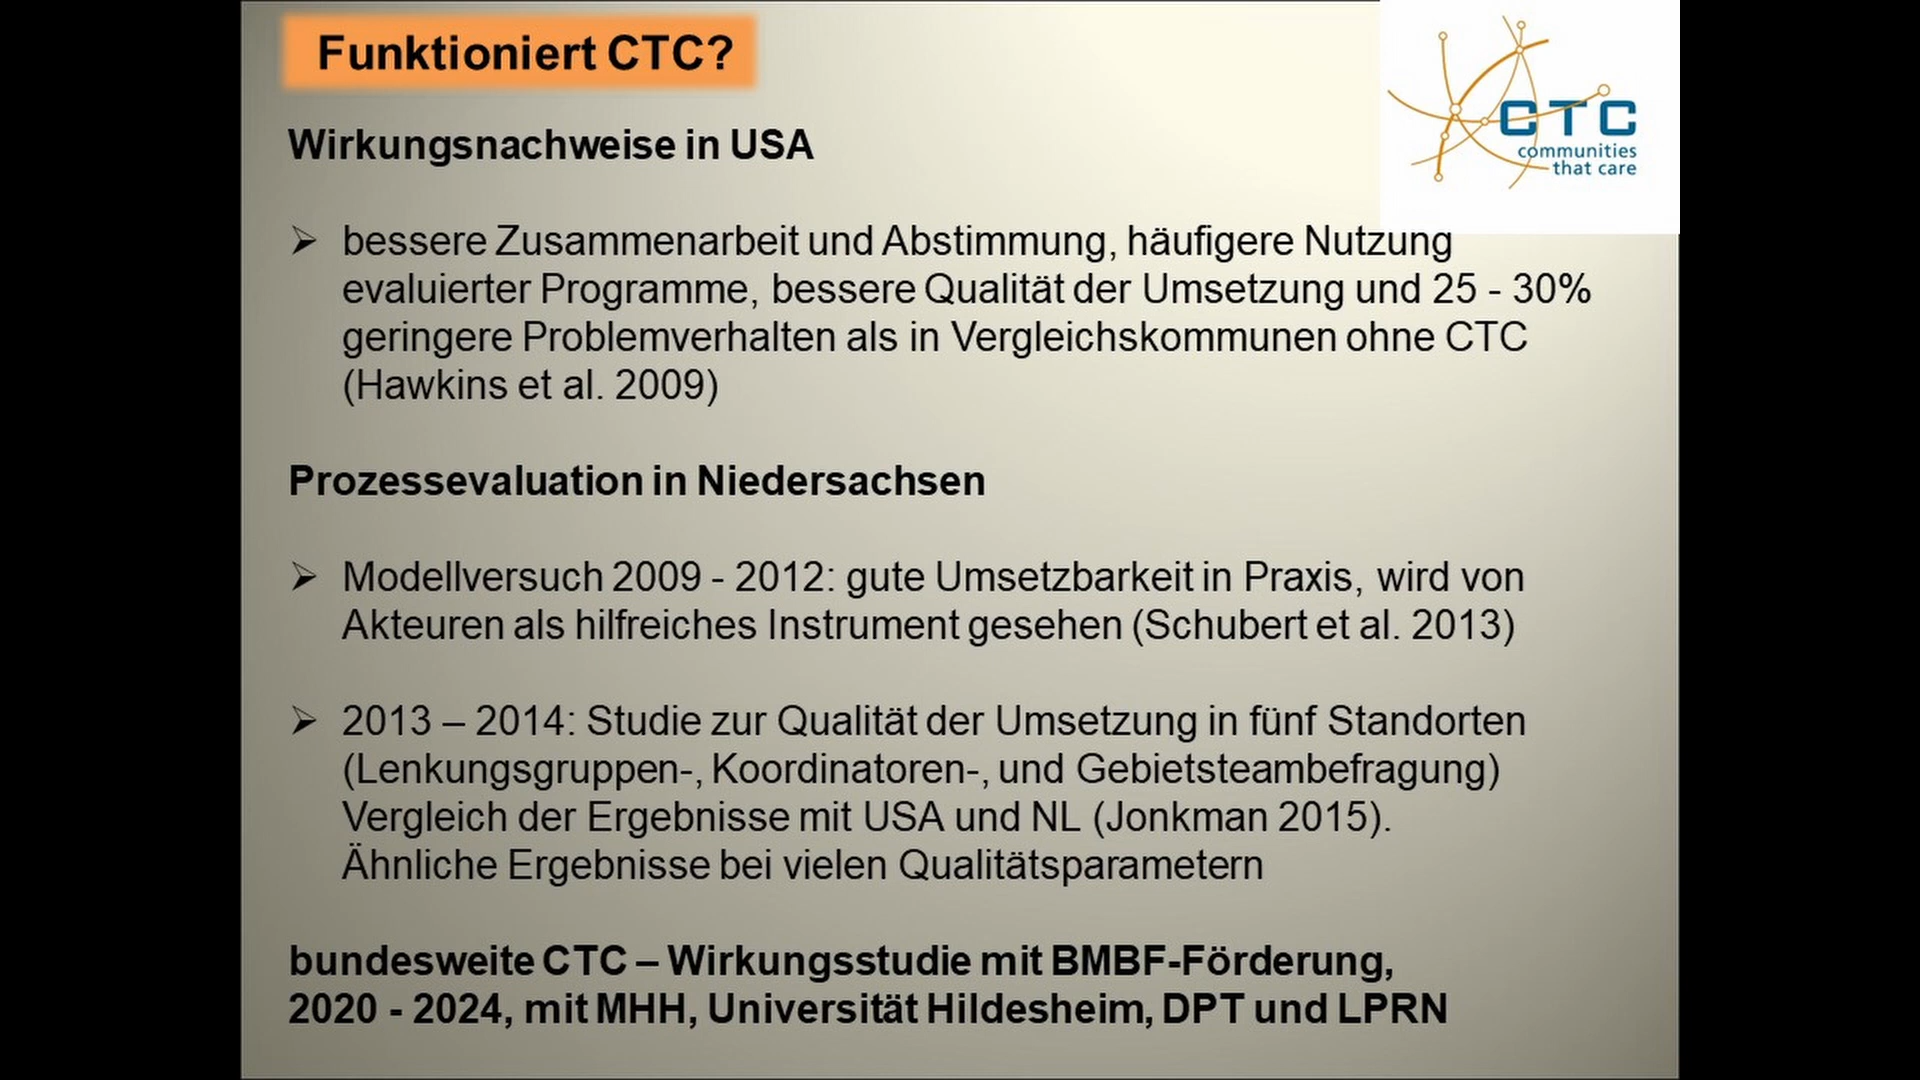 Funktioniert CTC?
CTC
communities
that care
Wirkungsnachweise in USA
➢ bessere Zusammenarbeit und Abstimmung, häufigere Nutzung
evaluierter Programme, bessere Qualität der Umsetzung und 25 - 30%
geringere Problemverhalten als in Vergleichskommunen ohne CTC
(Hawkins et al. 2009)
Prozessevaluation in Niedersachsen
➢ Modellversuch 2009 - 2012: gute Umsetzbarkeit in Praxis, wird von
Akteuren als hilfreiches Instrument gesehen (Schubert et al. 2013)
➢ 2013 – 2014: Studie zur Qualität der Umsetzung in fünf Standorten
(Lenkungsgruppen-, Koordinatoren-, und Gebietsteambefragung)
Vergleich der Ergebnisse mit USA und NL (Jonkman 2015).
Ähnliche Ergebnisse bei vielen Qualitätsparametern
bundesweite CTC – Wirkungsstudie mit BMBF-Förderung,
2020 - 2024, mit MHH, Universität Hildesheim, DPT und LPRN